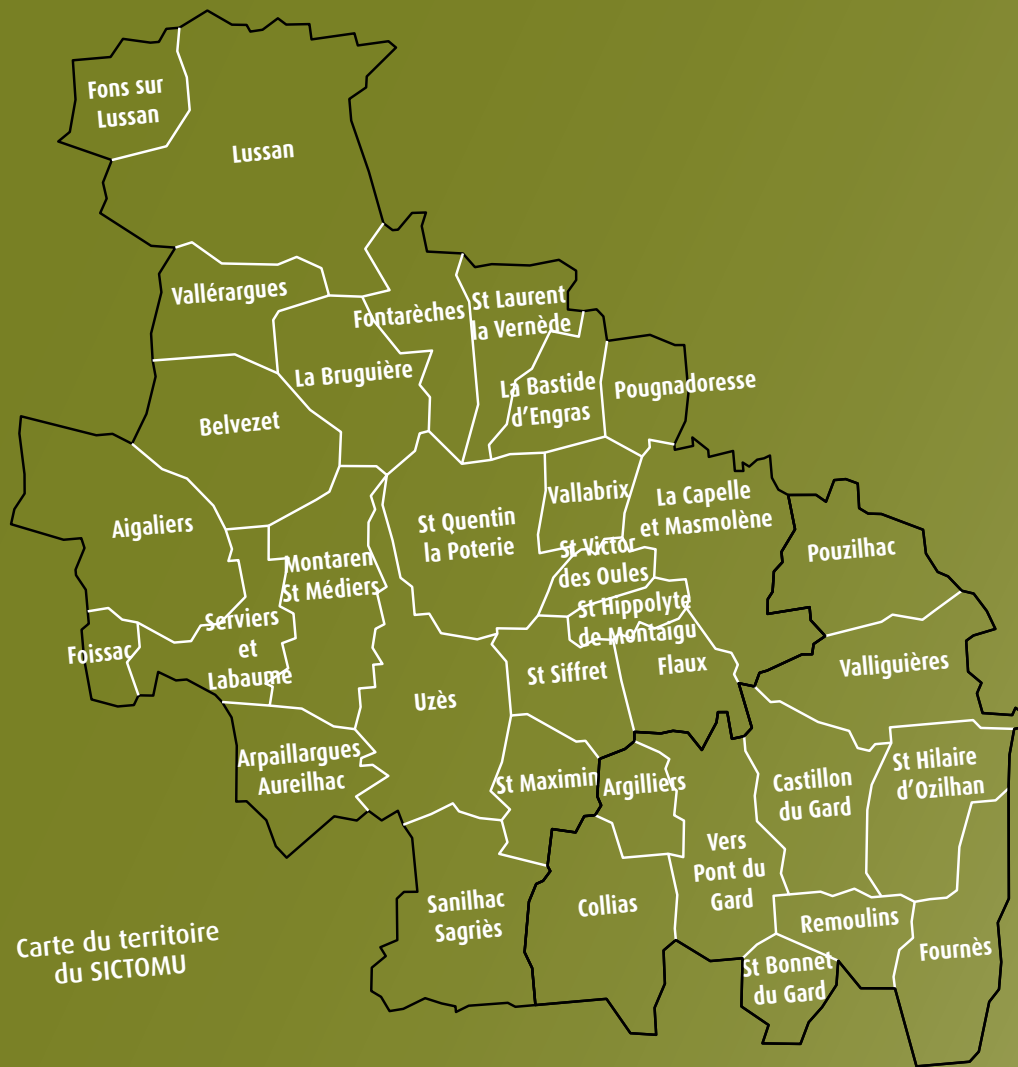 Fons sur
Lussan
Lussan
Vallérargues
Fontarèches
St Laurent
la Vernède
La Bruguière
La Bastide
d'Engras
Pougnadoresse
Belvezet
Aigaliers
St Quentin
la Poterie
Vallabrix
La Capelle
et Masmolène
Pouzilhac
Montaren
St Médiers
St Victor
des Oules
St Hippolyte
de Montaigu
Foissac
Serviers
et
Labaume
Uzès
St Siffret
Flaux
Valliguières
Arpaillargues
Aureilhac
St Maximin
Argilliers
Castillon
du Gard
St Hilaire
d'Ozilhan
Vers
Pont du
Gard
Sanilhac
Sagriès
Collias
Remoulins
Fournès
St Bonnet
du Gard
Carte du territoire
du SICTOMU